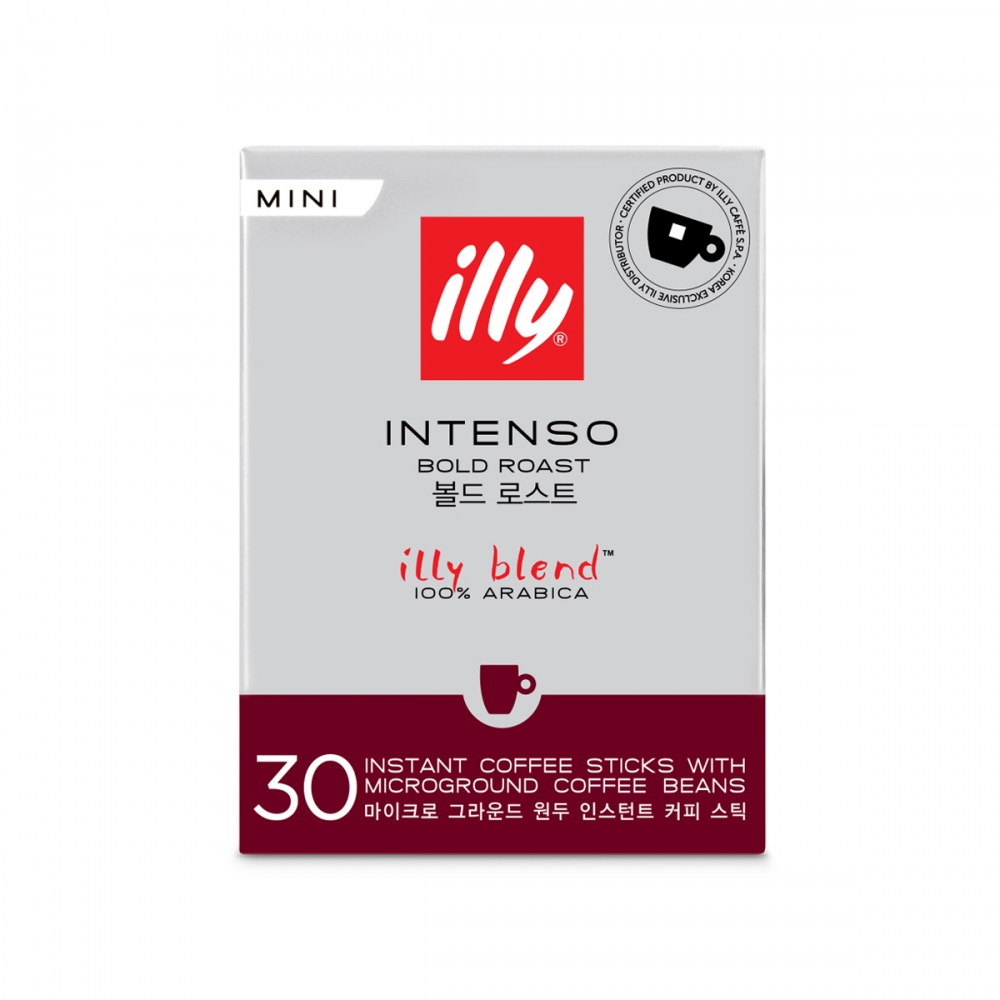 MINI
CERTIFIED PRODUCT BY ILLY CAFFÈ S.P.A. · KOREA EXCLUSIVE ILLY DISTRIBUTOR ·
illy®
INTENSO
BOLD ROAST
볼드 로스트
illy blend™
100% ARABICA
30
INSTANT COFFEE STICKS WITH
MICROGROUND COFFEE BEANS
마이크로 그라운드 원두 인스턴트 커피 스틱